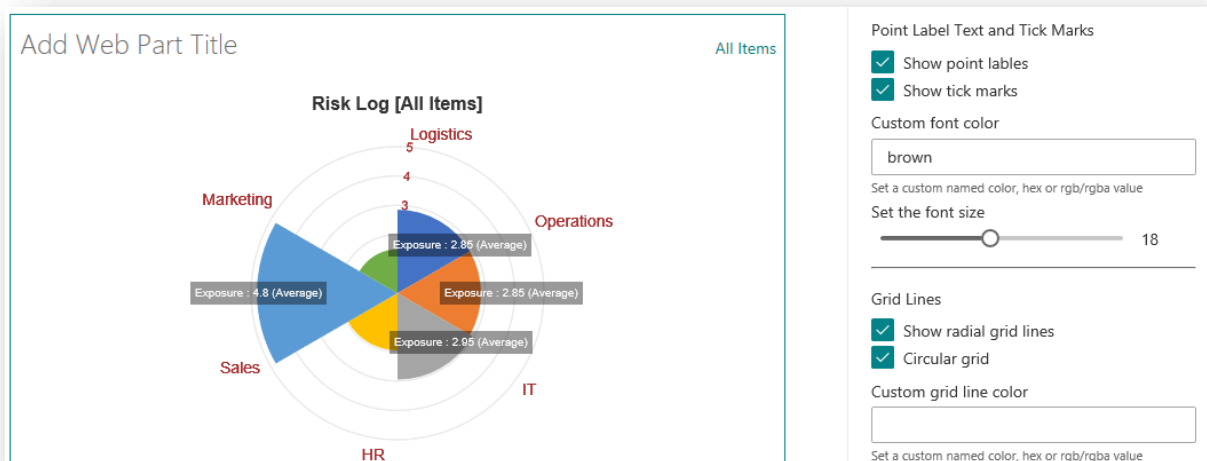 Add Web Part Title
All Items
Risk Log [All Items]
Logistics
5
4
3
Marketing
Operations
Exposure : 2.85 (Average)
Exposure : 4.8 (Average)
Exposure : 2.85 (Average)
Exposure : 2.95 (Average)
Sales
IT
HR
Point Label Text and Tick Marks
Show point lables
Show tick marks
Custom font color
brown
Set a custom named color, hex or rgb/rgba value
Set the font size
18
Grid Lines
Show radial grid lines
Circular grid
Custom grid line color
Set a custom named color, hex or rgb/rgba value